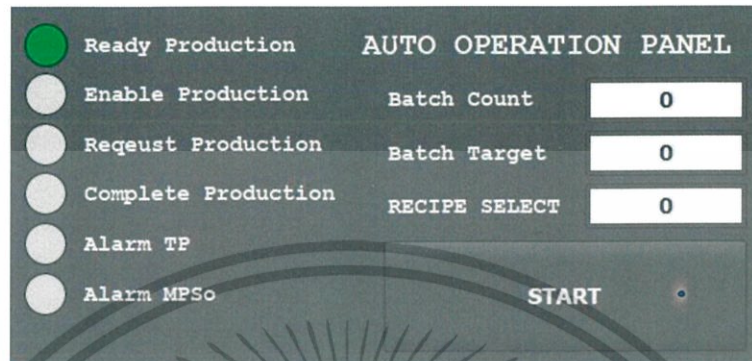 Ready Production
Enable Production
Reqeust Production
Complete Production
Alarm TP
Alarm MPSo
AUTO OPERATION PANEL
Batch Count 0
Batch Target 0
RECIPE SELECT 0
START